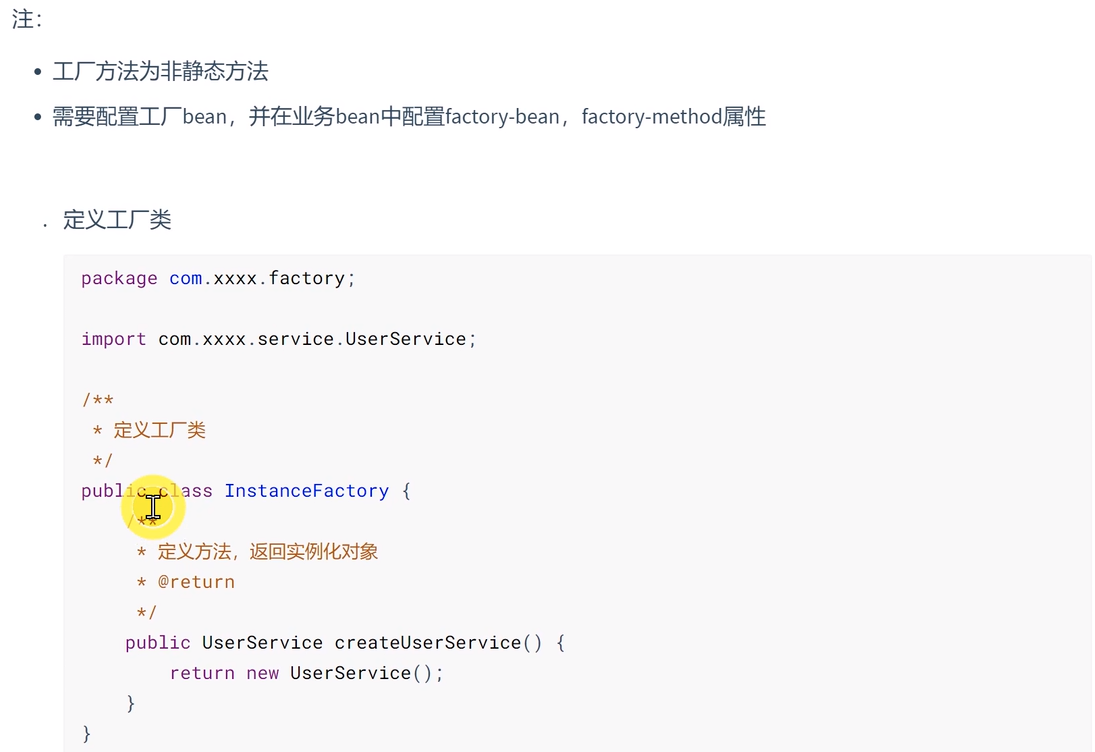 注：
• 工厂方法为非静态方法
• 需要配置工厂bean，并在业务bean中配置factory-bean，factory-method属性
. 定义工厂类
package com.xxxx.factory;
import com.xxxx.service.UserService;
/**
 * 定义工厂类
 */
public class InstanceFactory {
    /**
     * 定义方法，返回实例化对象
     * @return
     */
    public UserService createUserService() {
        return new UserService();
    }
}